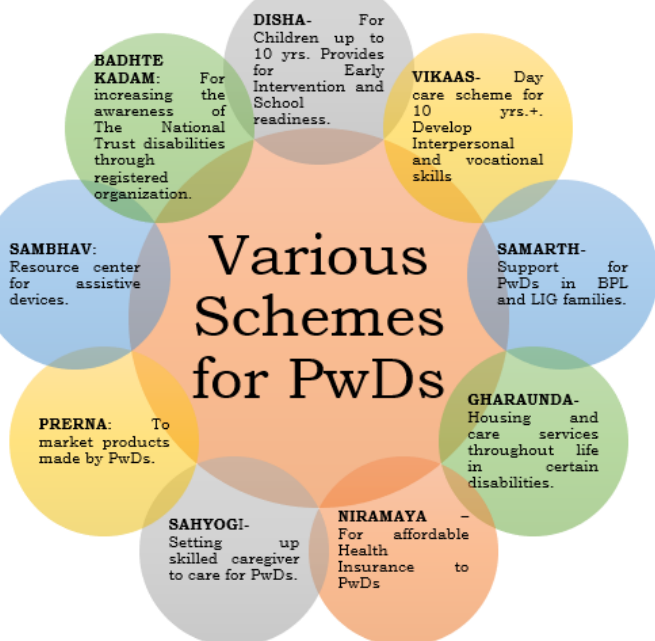 Various
Schemes
for PwDs
DISHA- For
Children up to
10 yrs. Provides
for Early
Intervention and
School
readiness.
VIKAAS- Day
care scheme for
10 yrs.+.
Develop
Interpersonal
and vocational
skills
SAMARTH-
Support for
PwDs in BPL
and LIG families.
GHARAUNDA-
Housing and
care services
throughout life
in certain
disabilities.
NIRAMAYA –
For affordable
Health
Insurance to
PwDs
SAHYOGI-
Setting up
skilled caregiver
to care for PwDs.
PRERNA: To
market products
made by PwDs.
SAMBHAV:
Resource center
for assistive
devices.
BADHTE
KADAM: For
increasing the
awareness of
The National
Trust disabilities
through
registered
organization.